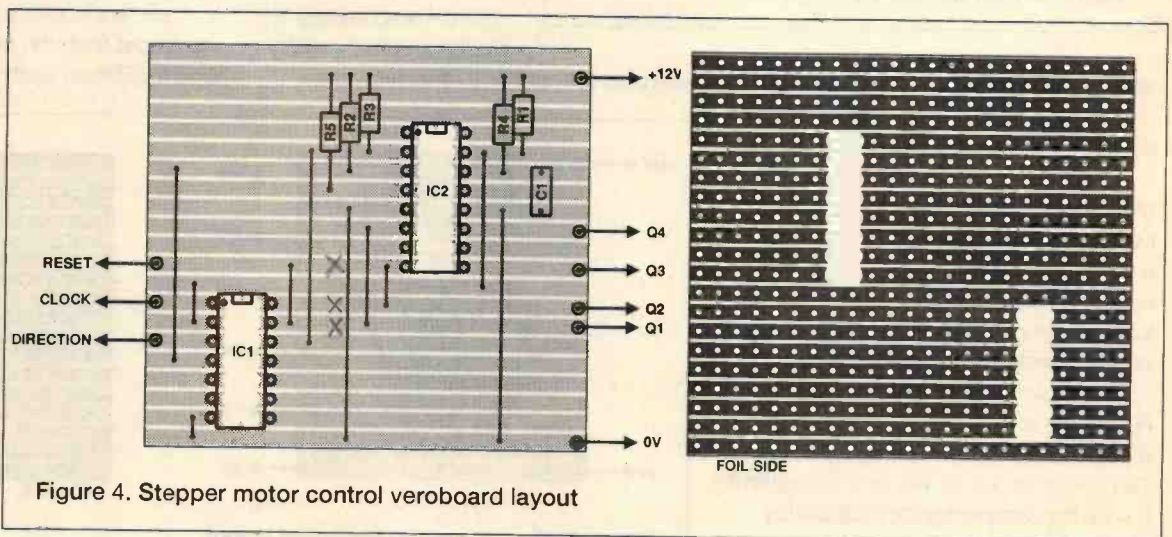 +12V
R5
R2
R3
R4
R1
IC2
C1
Q4
RESET
Q3
CLOCK
Q2
Q1
DIRECTION
IC1
0V
FOIL SIDE
Figure 4. Stepper motor control veroboard layout